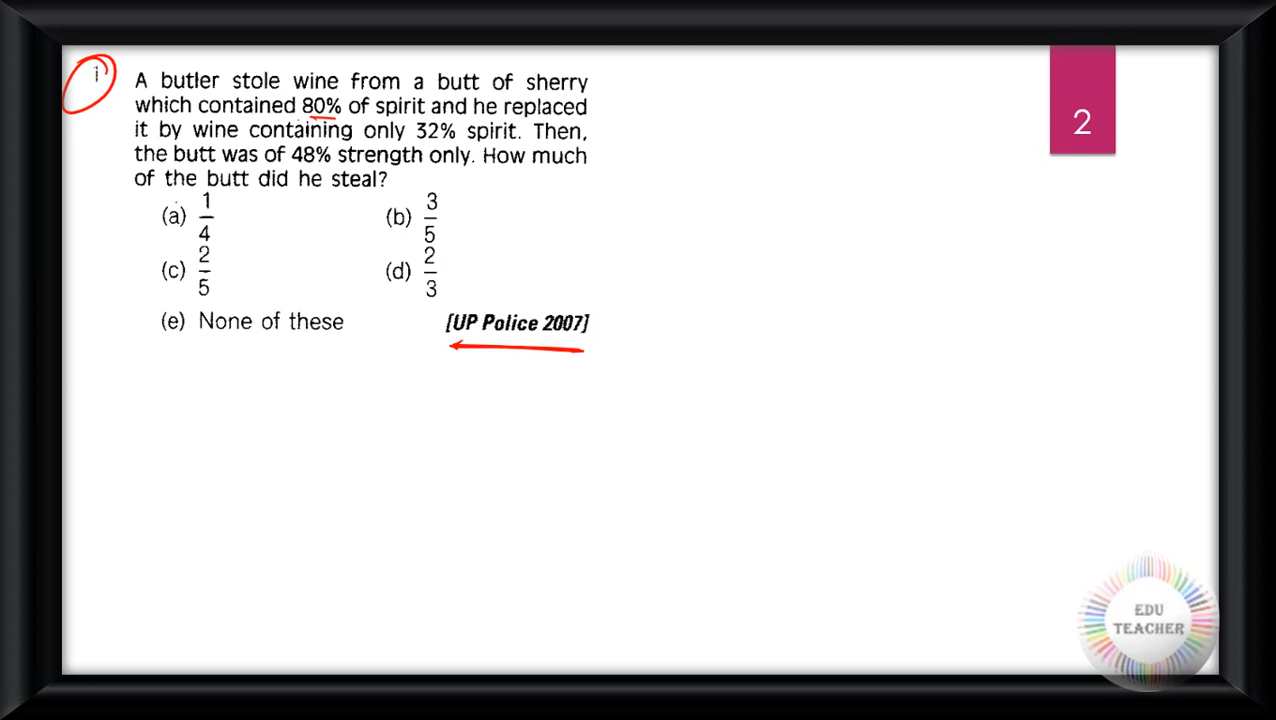 1
A butler stole wine from a butt of sherry
which contained 80% of spirit and he replaced
it by wine containing only 32% spirit. Then,
the butt was of 48% strength only. How much
of the butt did he steal?
(a) 1/4 (b) 3/5
(c) 2/5 (d) 2/3
(e) None of these [UP Police 2007]
2
EDU
TEACHER